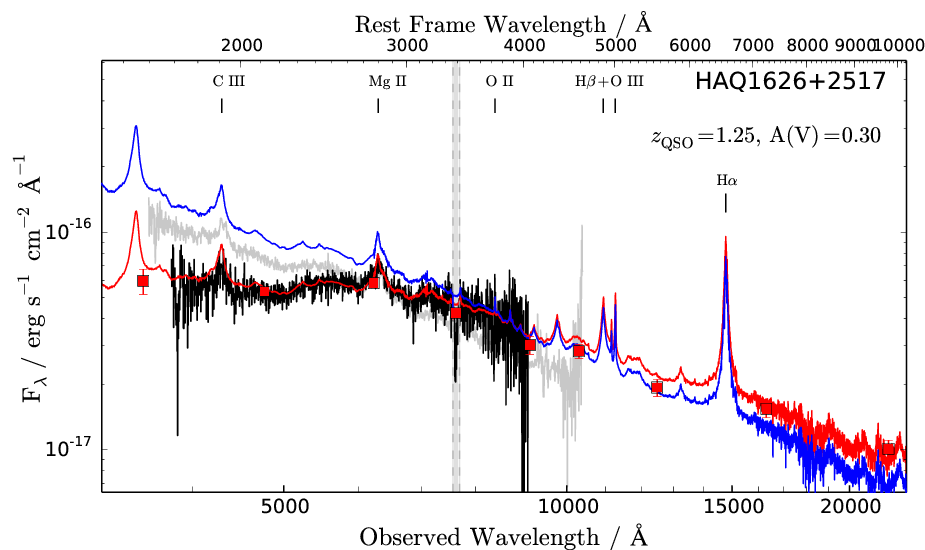 Rest Frame Wavelength / Å
2000 3000 4000 5000 6000 7000 8000 9000 10000
C III Mg II O II Hβ+O III HAQ1626+2517
z_QSO=1.25, A(V)=0.30
Hα
10^-16
10^-17
F_λ / erg s^-1 cm^-2 Å^-1
5000 10000 15000 20000
Observed Wavelength / Å